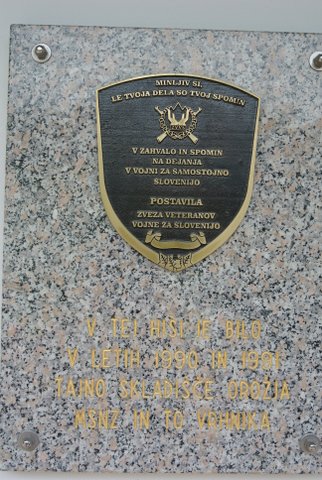 MINLJIV SI,
LE TVOJA DELA SO TVOJ SPOMIN
V ZAHVALO IN SPOMIN
NA DEJANJA
V VOJNI ZA SAMOSTOJNO
SLOVENIJO
POSTAVILA
ZVEZA VETERANOV
VOJNE ZA SLOVENIJO
V TEJ HIŠI JE BILO
V LETIH 1990 IN 1991
TAJNO SKLADIŠČE OROŽJA
MSNZ IN TO VRHNIKA